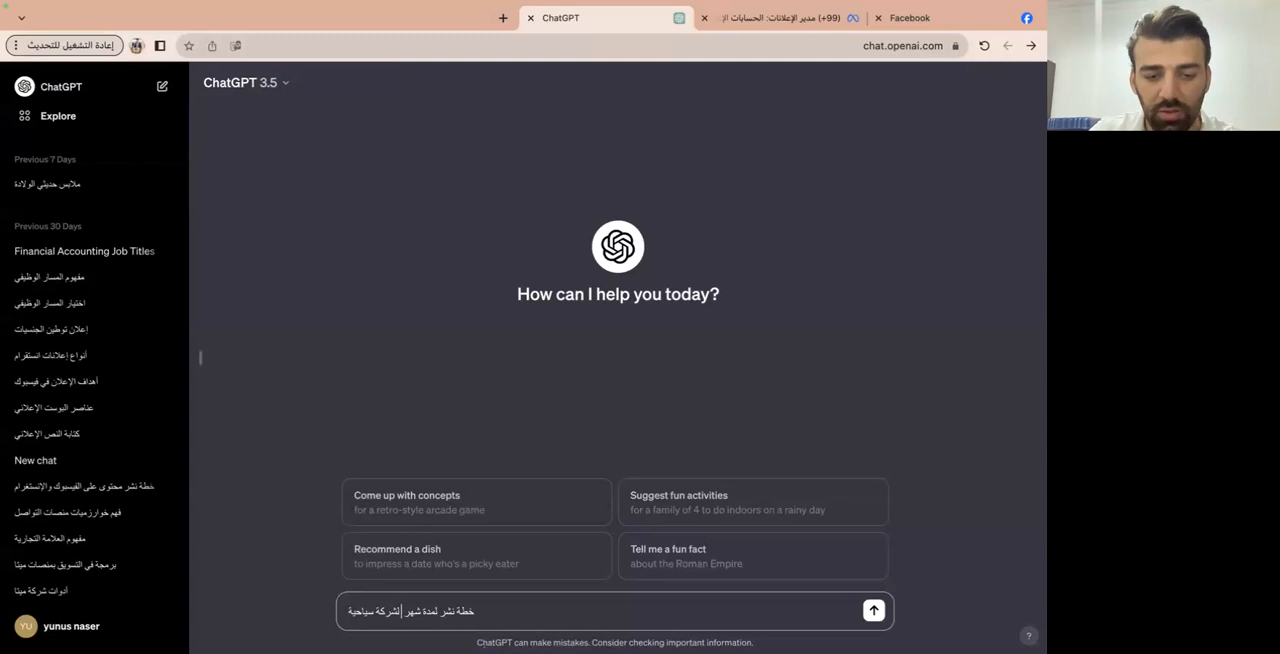 ChatGPT
(+99) مدير الإعلانات: الحسابات
Facebook
إعادة التشغيل للتحديث
chat.openai.com
ChatGPT
ChatGPT 3.5
Explore
Previous 7 Days
ملابس حديثي الولادة
Previous 30 Days
Financial Accounting Job Titles
مفهوم المسار الوظيفي
اختيار المسار الوظيفي
إعلان توطين الجنسيات
أنواع إعلانات انستقرام
أهداف الإعلان في فيسبوك
عناصر البوست الإعلاني
كتابة النص الإعلاني
New chat
خطة نشر محتوى على الفيسبوك والإنستغرام
فهم خوارزميات منصات التواصل
مفهوم العلامة التجارية
برمجة في التسويق بمنصات ميتا
أدوات شركة ميتا
YU
yunus naser
How can I help you today?
Come up with concepts
for a retro-style arcade game
Suggest fun activities
for a family of 4 to do indoors on a rainy day
Recommend a dish
to impress a date who's a picky eater
Tell me a fun fact
about the Roman Empire
خطة نشر لمدة شهر لشركة سياحية
ChatGPT can make mistakes. Consider checking important information.
?